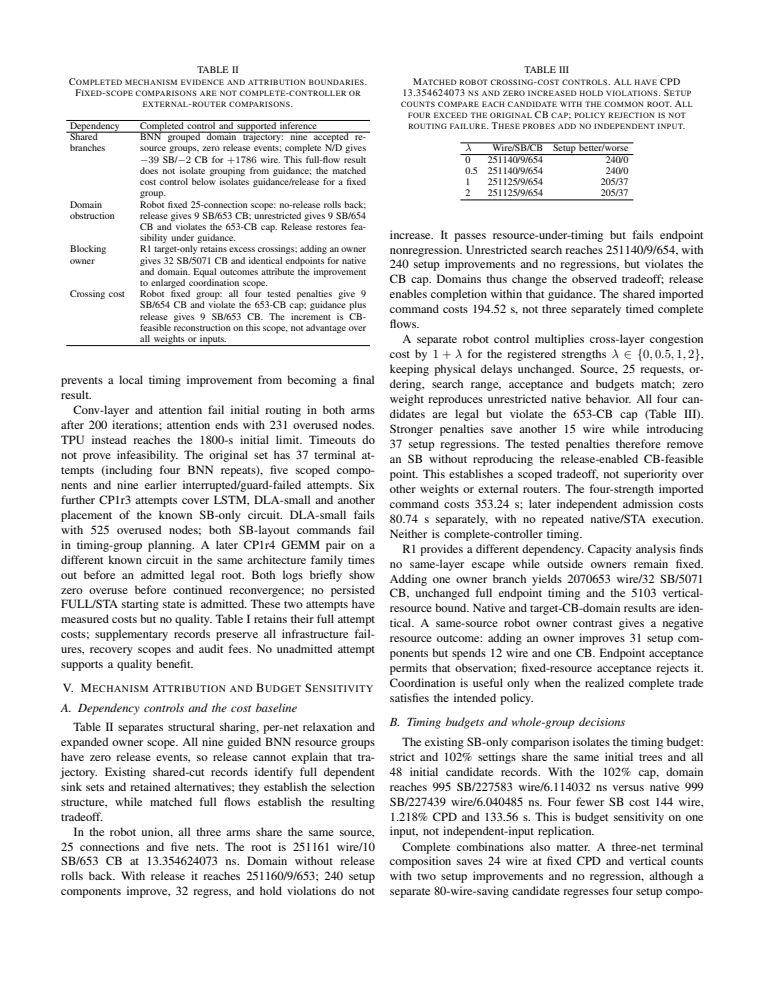 TABLE II
COMPLETED MECHANISM EVIDENCE AND ATTRIBUTION BOUNDARIES.
FIXED-SCOPE COMPARISONS ARE NOT COMPLETE-CONTROLLER OR
EXTERNAL-ROUTER COMPARISONS.
Dependency Completed control and supported inference
Shared branches BNN grouped domain trajectory: nine accepted re-
source groups, zero release events; complete N/D gives
−39 SB/−2 CB for +1786 wire. This full-flow result
does not isolate grouping from guidance; the matched
cost control below isolates guidance/release for a fixed
group.
Domain obstruction Robot fixed 25-connection scope: no-release rolls back;
release gives 9 SB/653 CB; unrestricted gives 9 SB/654
CB and violates the 653-CB cap. Release restores fea-
sibility under guidance.
Blocking owner R1 target-only retains excess crossings; adding an owner
gives 32 SB/5071 CB and identical endpoints for native
and domain. Equal outcomes attribute the improvement
to enlarged coordination scope.
Crossing cost Robot fixed group: all four tested penalties give 9
SB/654 CB and violate the 653-CB cap; guidance plus
release gives 9 SB/653 CB. The increment is CB-
feasible reconstruction on this scope, not advantage over
all weights or inputs.
prevents a local timing improvement from becoming a final
result.
Conv-layer and attention fail initial routing in both arms
after 200 iterations; attention ends with 231 overused nodes.
TPU instead reaches the 1800-s initial limit. Timeouts do
not prove infeasibility. The original set has 37 terminal at-
tempts (including four BNN repeats), five scoped compo-
nents and nine earlier interrupted/guard-failed attempts. Six
further CP1r3 attempts cover LSTM, DLA-small and another
placement of the known SB-only circuit. DLA-small fails
with 525 overused nodes; both SB-layout commands fail
in timing-group planning. A later CP1r4 GEMM pair on a
different known circuit in the same architecture family times
out before an admitted legal root. Both logs briefly show
zero overuse before continued reconvergence; no persisted
FULL/STA starting state is admitted. These two attempts have
measured costs but no quality. Table I retains their full attempt
costs; supplementary records preserve all infrastructure fail-
ures, recovery scopes and audit fees. No unadmitted attempt
supports a quality benefit.
V. MECHANISM ATTRIBUTION AND BUDGET SENSITIVITY
A. Dependency controls and the cost baseline
Table II separates structural sharing, per-net relaxation and
expanded owner scope. All nine guided BNN resource groups
have zero release events, so release cannot explain that tra-
jectory. Existing shared-cut records identify full dependent
sink sets and retained alternatives; they establish the selection
structure, while matched full flows establish the resulting
tradeoff.
In the robot union, all three arms share the same source,
25 connections and five nets. The root is 251161 wire/10
SB/653 CB at 13.354624073 ns. Domain without release
rolls back. With release it reaches 251160/9/653; 240 setup
components improve, 32 regress, and hold violations do not
TABLE III
MATCHED ROBOT CROSSING-COST CONTROLS. ALL HAVE CPD
13.354624073 NS AND ZERO INCREASED HOLD VIOLATIONS. SETUP
COUNTS COMPARE EACH CANDIDATE WITH THE COMMON ROOT. ALL
FOUR EXCEED THE ORIGINAL CB CAP; POLICY REJECTION IS NOT
ROUTING FAILURE. THESE PROBES ADD NO INDEPENDENT INPUT.
λ Wire/SB/CB Setup better/worse
0 251140/9/654 240/0
0.5 251140/9/654 240/0
1 251125/9/654 205/37
2 251125/9/654 205/37
increase. It passes resource-under-timing but fails endpoint
nonregression. Unrestricted search reaches 251140/9/654, with
240 setup improvements and no regressions, but violates the
CB cap. Domains thus change the observed tradeoff; release
enables completion within that guidance. The shared imported
command costs 194.52 s, not three separately timed complete
flows.
A separate robot control multiplies cross-layer congestion
cost by 1 + λ for the registered strengths λ ∈ {0, 0.5, 1, 2},
keeping physical delays unchanged. Source, 25 requests, or-
dering, search range, acceptance and budgets match; zero
weight reproduces unrestricted native behavior. All four can-
didates are legal but violate the 653-CB cap (Table III).
Stronger penalties save another 15 wire while introducing
37 setup regressions. The tested penalties therefore remove
an SB without reproducing the release-enabled CB-feasible
point. This establishes a scoped tradeoff, not superiority over
other weights or external routers. The four-strength imported
command costs 353.24 s; later independent admission costs
80.74 s separately, with no repeated native/STA execution.
Neither is complete-controller timing.
R1 provides a different dependency. Capacity analysis finds
no same-layer escape while outside owners remain fixed.
Adding one owner branch yields 2070653 wire/32 SB/5071
CB, unchanged full endpoint timing and the 5103 vertical-
resource bound. Native and target-CB-domain results are iden-
tical. A same-source robot owner contrast gives a negative
resource outcome: adding an owner improves 31 setup com-
ponents but spends 12 wire and one CB. Endpoint acceptance
permits that observation; fixed-resource acceptance rejects it.
Coordination is useful only when the realized complete trade
satisfies the intended policy.
B. Timing budgets and whole-group decisions
The existing SB-only comparison isolates the timing budget:
strict and 102% settings share the same initial trees and all
48 initial candidate records. With the 102% cap, domain
reaches 995 SB/227583 wire/6.114032 ns versus native 999
SB/227439 wire/6.040485 ns. Four fewer SB cost 144 wire,
1.218% CPD and 133.56 s. This is budget sensitivity on one
input, not independent-input replication.
Complete combinations also matter. A three-net terminal
composition saves 24 wire at fixed CPD and vertical counts
with two setup improvements and no regression, although a
separate 80-wire-saving candidate regresses four setup compo-